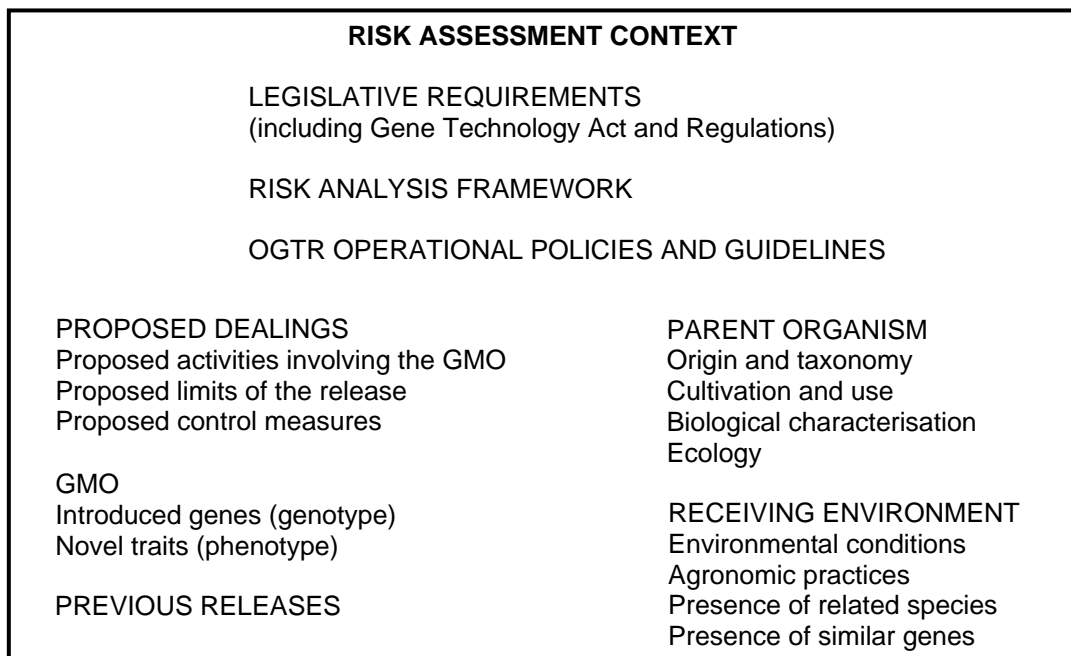 RISK ASSESSMENT CONTEXT
LEGISLATIVE REQUIREMENTS
(including Gene Technology Act and Regulations)
RISK ANALYSIS FRAMEWORK
OGTR OPERATIONAL POLICIES AND GUIDELINES
PROPOSED DEALINGS
Proposed activities involving the GMO
Proposed limits of the release
Proposed control measures
GMO
Introduced genes (genotype)
Novel traits (phenotype)
PREVIOUS RELEASES
PARENT ORGANISM
Origin and taxonomy
Cultivation and use
Biological characterisation
Ecology
RECEIVING ENVIRONMENT
Environmental conditions
Agronomic practices
Presence of related species
Presence of similar genes